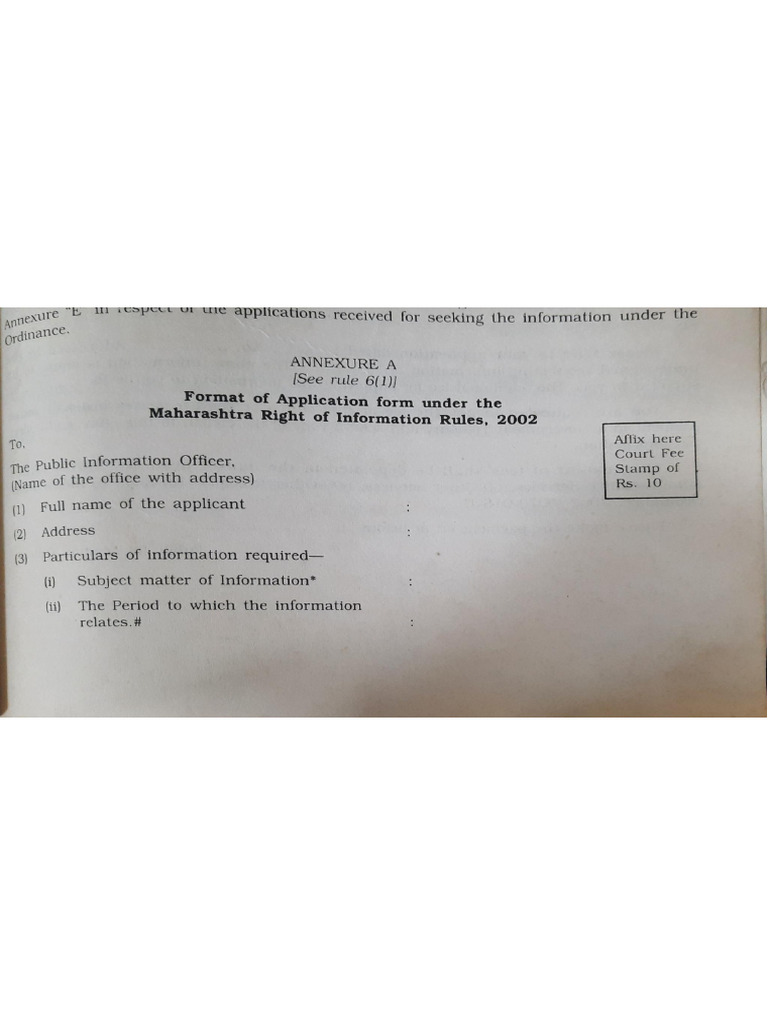 Annexure "E" in respect of the applications received for seeking the information under the
Ordinance.
ANNEXURE A
[See rule 6(1)]
Format of Application form under the
Maharashtra Right of Information Rules, 2002
To,
Affix here
Court Fee
Stamp of
Rs. 10
The Public Information Officer,
(Name of the office with address)
(1) Full name of the applicant :
(2) Address :
(3) Particulars of information required—
(i) Subject matter of Information* :
(ii) The Period to which the information
relates.# :